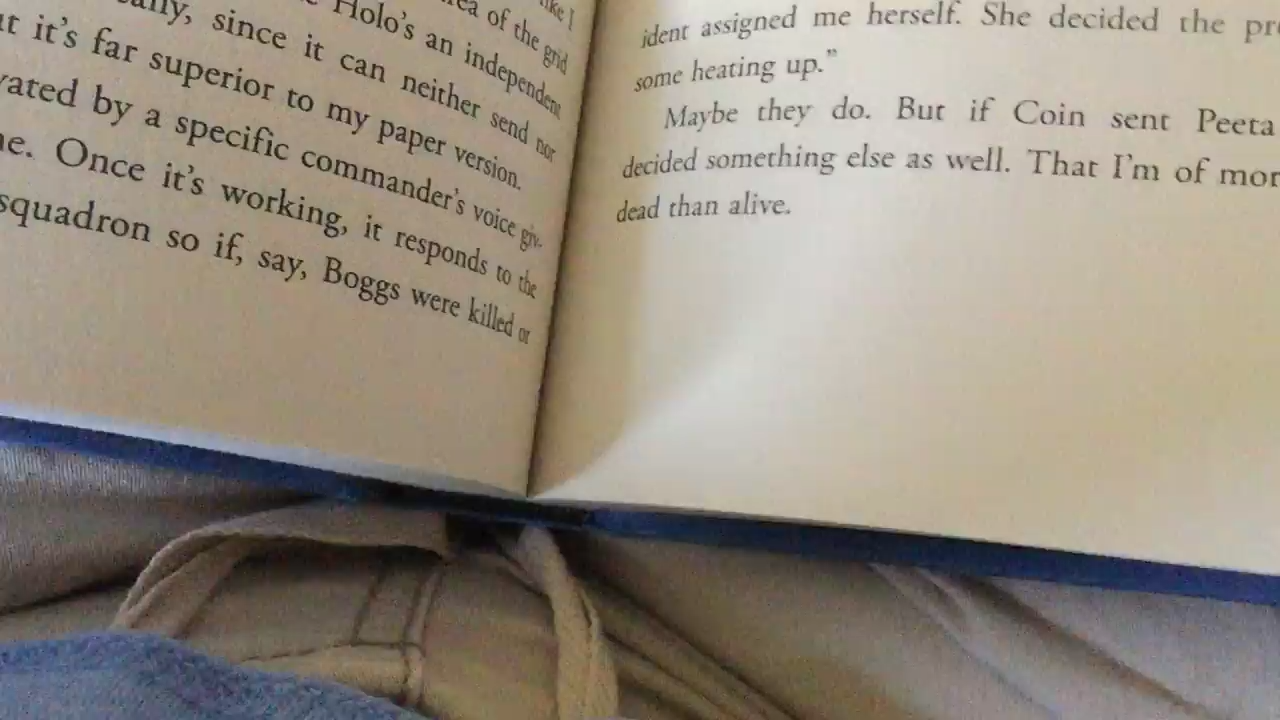 like I
rea of the grid
Holo's an independent
ally, since it can neither send nor
it's far superior to my paper version.
vated by a specific commander's voice giv-
ne. Once it's working, it responds to the
squadron so if, say, Boggs were killed or
ident assigned me herself. She decided the pr
some heating up."
Maybe they do. But if Coin sent Peeta
decided something else as well. That I'm of mor
dead than alive.